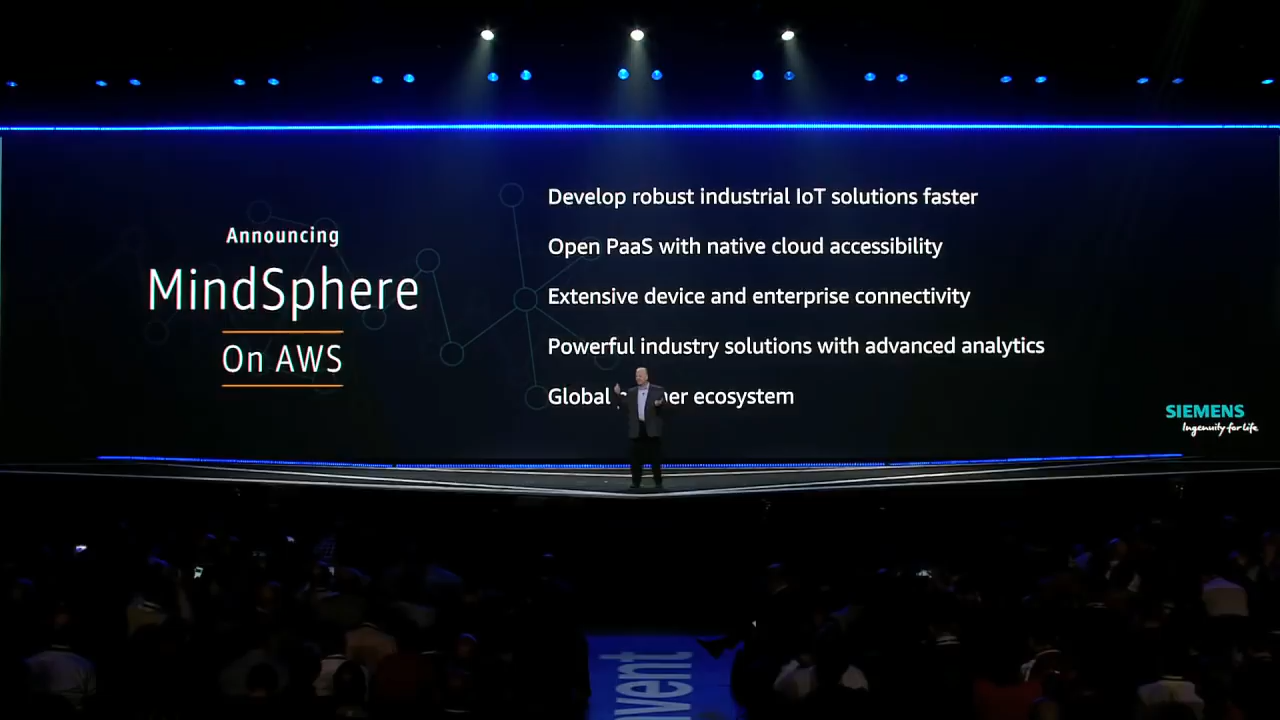 Announcing
MindSphere
On AWS
Develop robust industrial IoT solutions faster
Open PaaS with native cloud accessibility
Extensive device and enterprise connectivity
Powerful industry solutions with advanced analytics
Global ecosystem
SIEMENS
Ingenuity for life